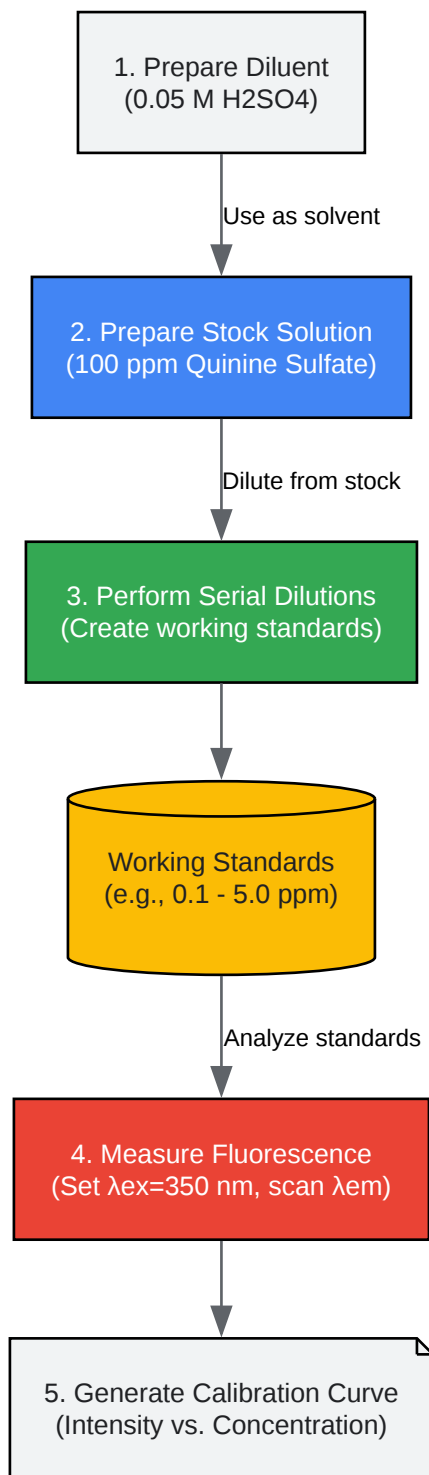 1. Prepare Diluent
(0.05 M H2SO4)
Use as solvent
2. Prepare Stock Solution
(100 ppm Quinine Sulfate)
Dilute from stock
3. Perform Serial Dilutions
(Create working standards)
Working Standards
(e.g., 0.1 - 5.0 ppm)
Analyze standards
4. Measure Fluorescence
(Set λex=350 nm, scan λem)
5. Generate Calibration Curve
(Intensity vs. Concentration)